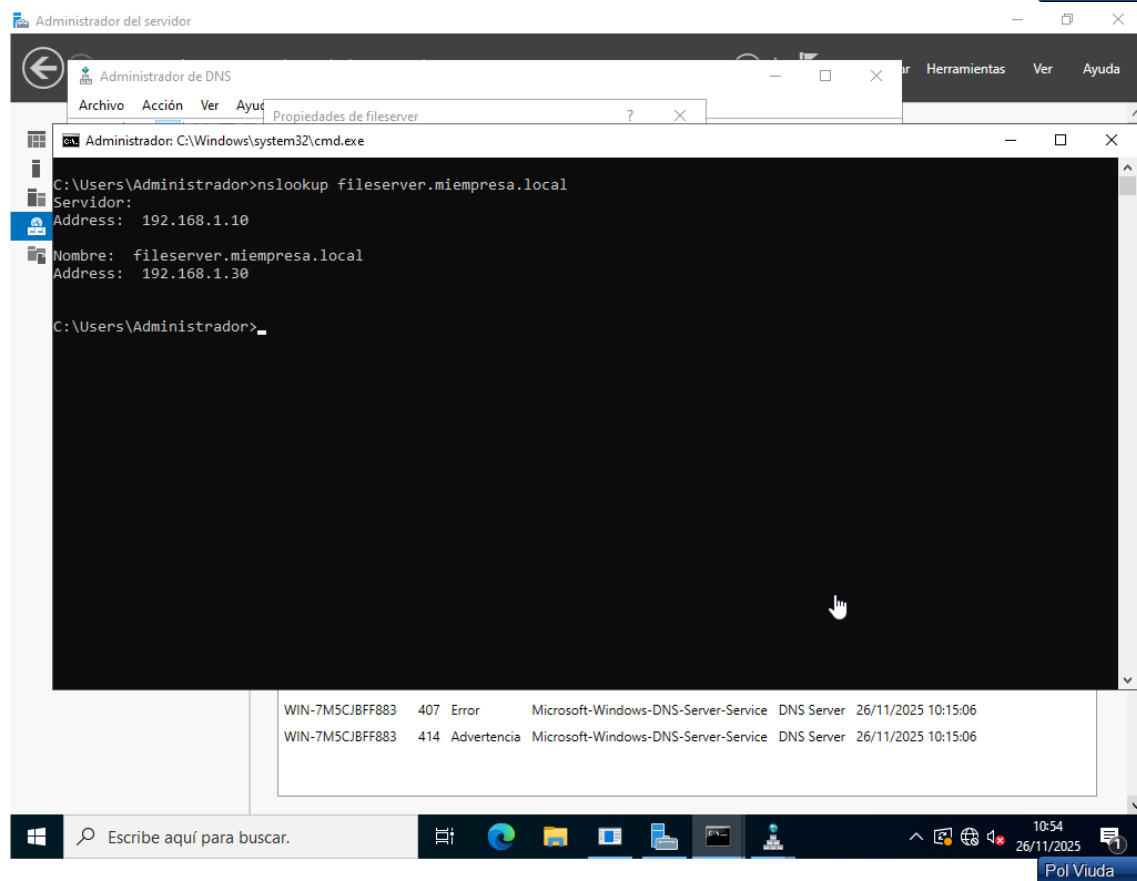 Administrador del servidor
Administrador de DNS
Herramientas Ver Ayuda
Archivo Acción Ver
Propiedades de fileserver ?
Administrador: C:\Windows\system32\cmd.exe
C:\Users\Administrador>nslookup fileserver.miempresa.local
Servidor:
Address: 192.168.1.10
Nombre: fileserver.miempresa.local
Address: 192.168.1.30
C:\Users\Administrador>
WIN-7M5CJBFF883 407 Error Microsoft-Windows-DNS-Server-Service DNS Server 26/11/2025 10:15:06
WIN-7M5CJBFF883 414 Advertencia Microsoft-Windows-DNS-Server-Service DNS Server 26/11/2025 10:15:06
Escribe aquí para buscar.
10:54
26/11/2025
1
Pol Viuda